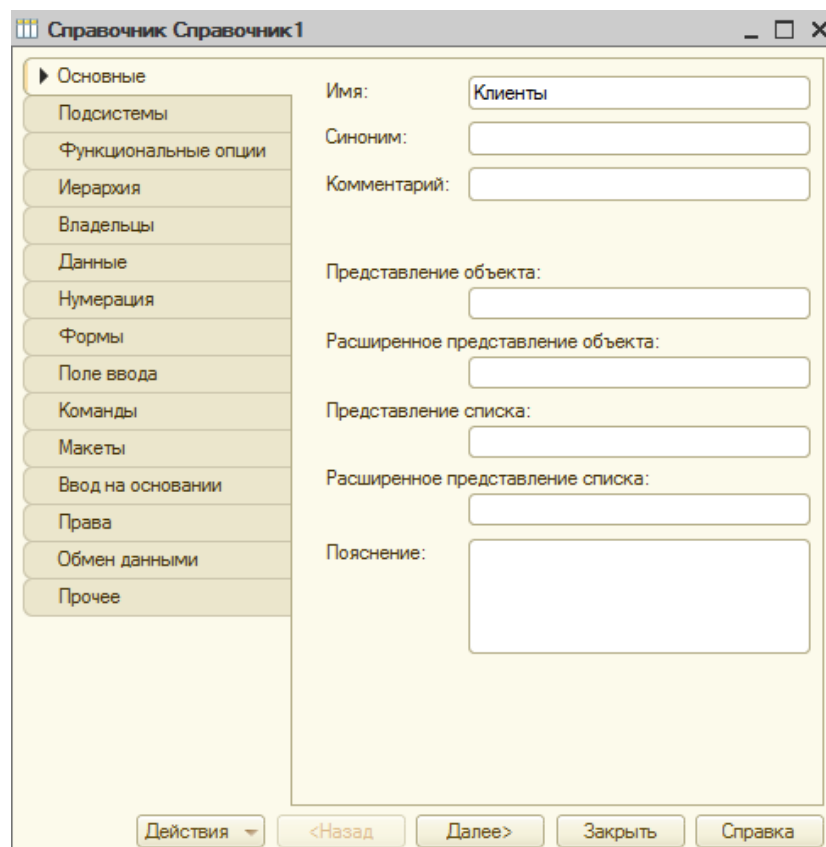 Справочник Справочник1
Основные
Подсистемы
Функциональные опции
Иерархия
Владельцы
Данные
Нумерация
Формы
Поле ввода
Команды
Макеты
Ввод на основании
Права
Обмен данными
Прочее
Имя: Клиенты
Синоним:
Комментарий:
Представление объекта:
Расширенное представление объекта:
Представление списка:
Расширенное представление списка:
Пояснение:
Действия <Назад Далее> Закрыть Справка